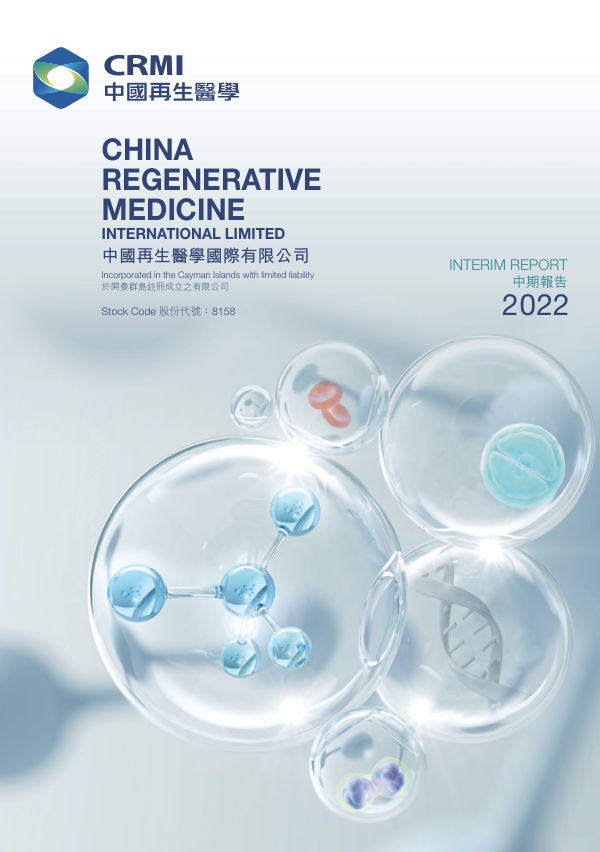 CRMI
中國再生醫學
CHINA
REGENERATIVE
MEDICINE
INTERNATIONAL LIMITED
中國再生醫學國際有限公司
Incorporated in the Cayman Islands with limited liability
於開曼群島註冊成立之有限公司
Stock Code 股份代號：8158
INTERIM REPORT
中期報告
2022